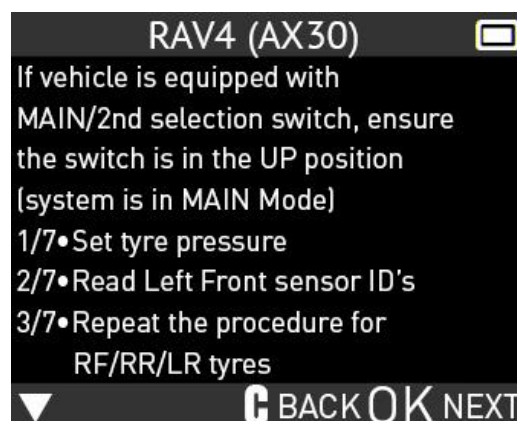 RAV4 (AX30)
If vehicle is equipped with
MAIN/2nd selection switch, ensure
the switch is in the UP position
(system is in MAIN Mode)
1/7•Set tyre pressure
2/7•Read Left Front sensor ID's
3/7•Repeat the procedure for
RF/RR/LR tyres
C BACK OK NEXT